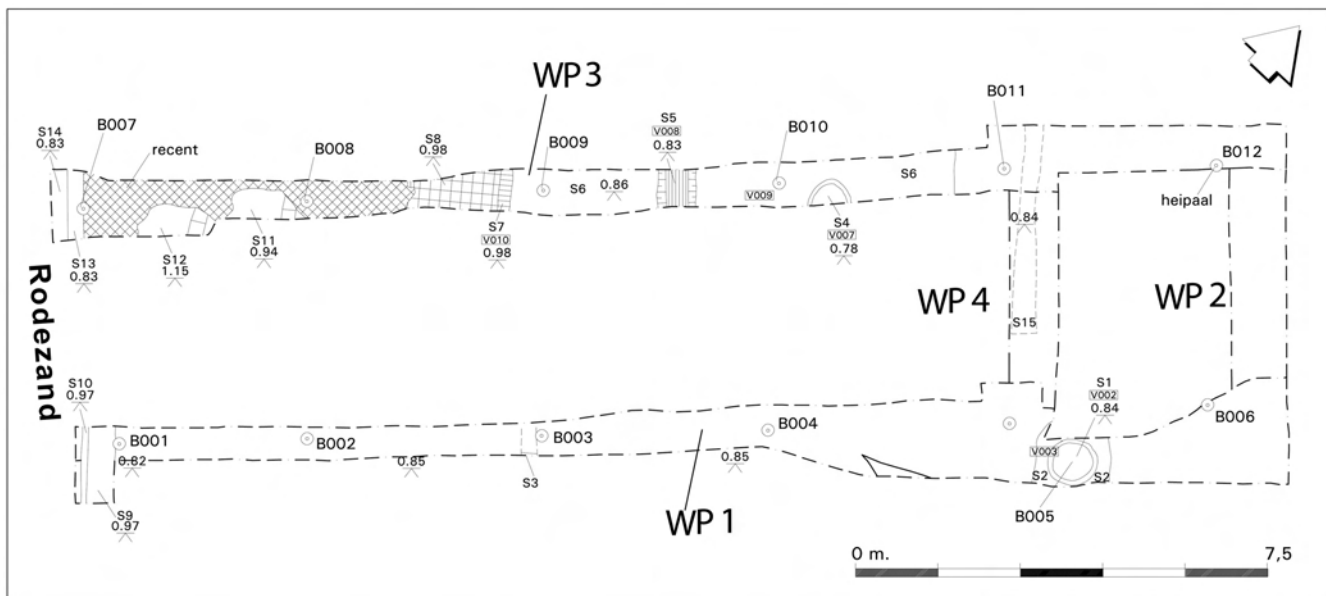 WP 3
B011
S14
0.83
B007
recent
S8
0.98
B009
S5
V008
0.83
B010
B008
B012
S6
0.86
V009
S6
heipaal
S7
V010
0.98
S4
V007
0.78
0.84
S13
0.83
S12
1.15
S11
0.94
Rodezand
WP 4
WP 2
S15
S10
0.97
S1
V002
0.84
B001
0.82
B002
0.85
B003
S3
B004
0.85
B006
V003
S2
S2
S9
0.97
WP 1
B005
0 m.
7,5